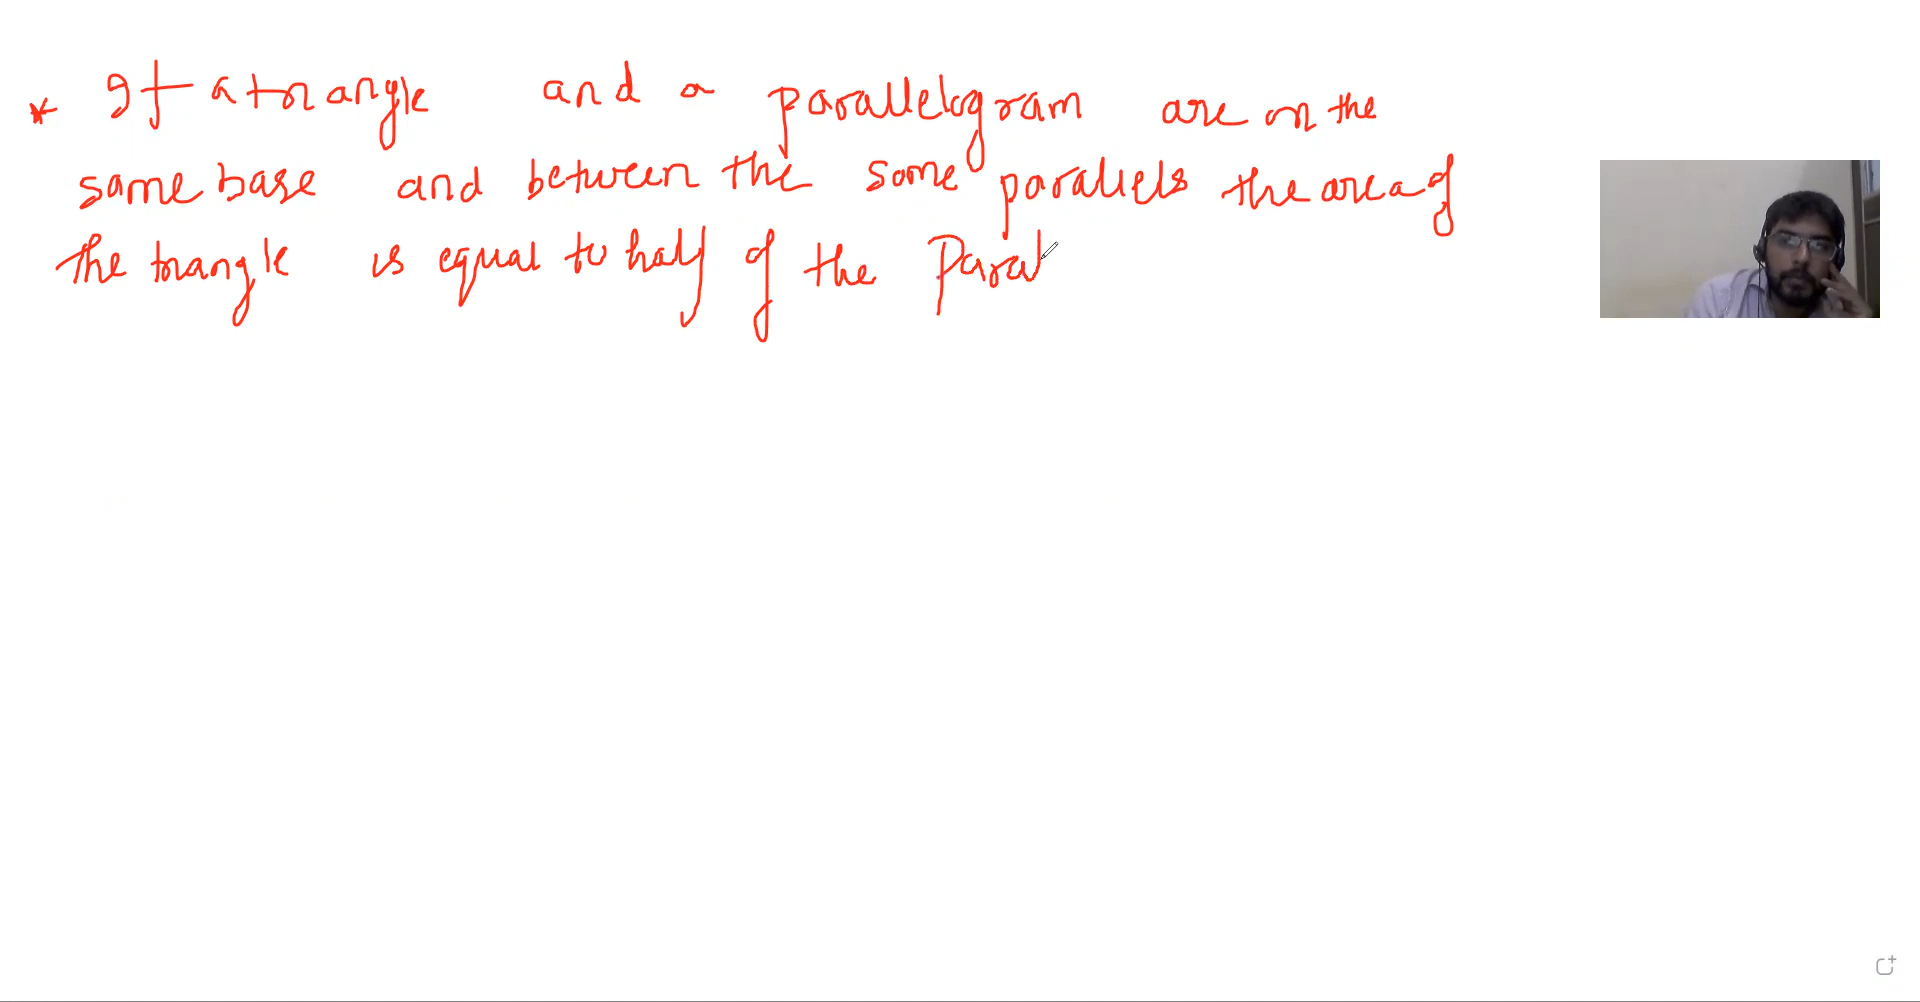 * If a triangle and a parallelogram are on the
same base and between the same parallels the area of
the triangle is equal to half of the Paral